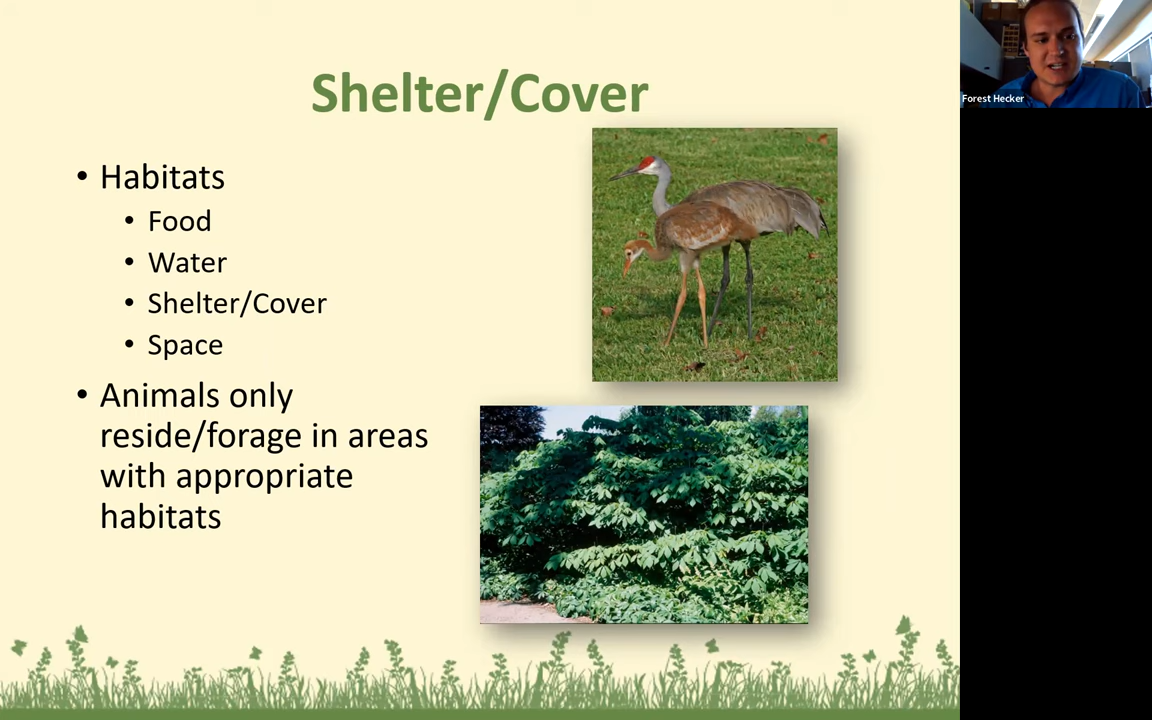 Shelter/Cover
• Habitats
• Food
• Water
• Shelter/Cover
• Space
• Animals only
reside/forage in areas
with appropriate
habitats
Forest Hecker